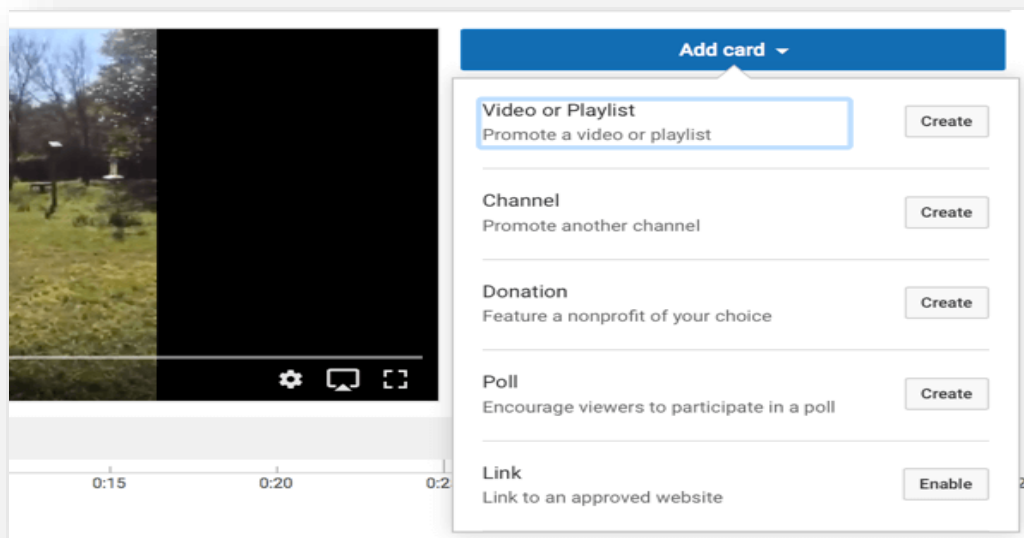 Add card
Video or Playlist
Promote a video or playlist
Create
Channel
Promote another channel
Create
Donation
Feature a nonprofit of your choice
Create
Poll
Encourage viewers to participate in a poll
Create
Link
Link to an approved website
Enable
0:15
0:20